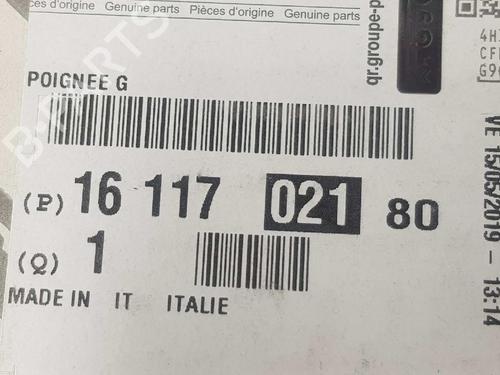 ces d'origine Genuine parts Pièces d'origine Genuine parts
qr.groupe-p
POIGNEE G
(P) 16 117 021 80
(Q) 1
MADE IN IT ITALIE
VE 15/05/2019 - 13:14
B-PARTS